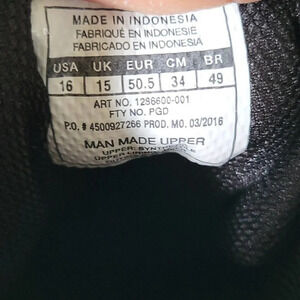 MADE IN INDONESIA
FABRIQUÉ EN INDONESIE
FABRICADO EN INDONESIA
USA UK EUR CM BR
16 15 50.5 34 49
ART NO. 1286600-001
FTY NO. PGD
P.O. # 4500927266 PROD. MO. 03/2016
MAN MADE UPPER